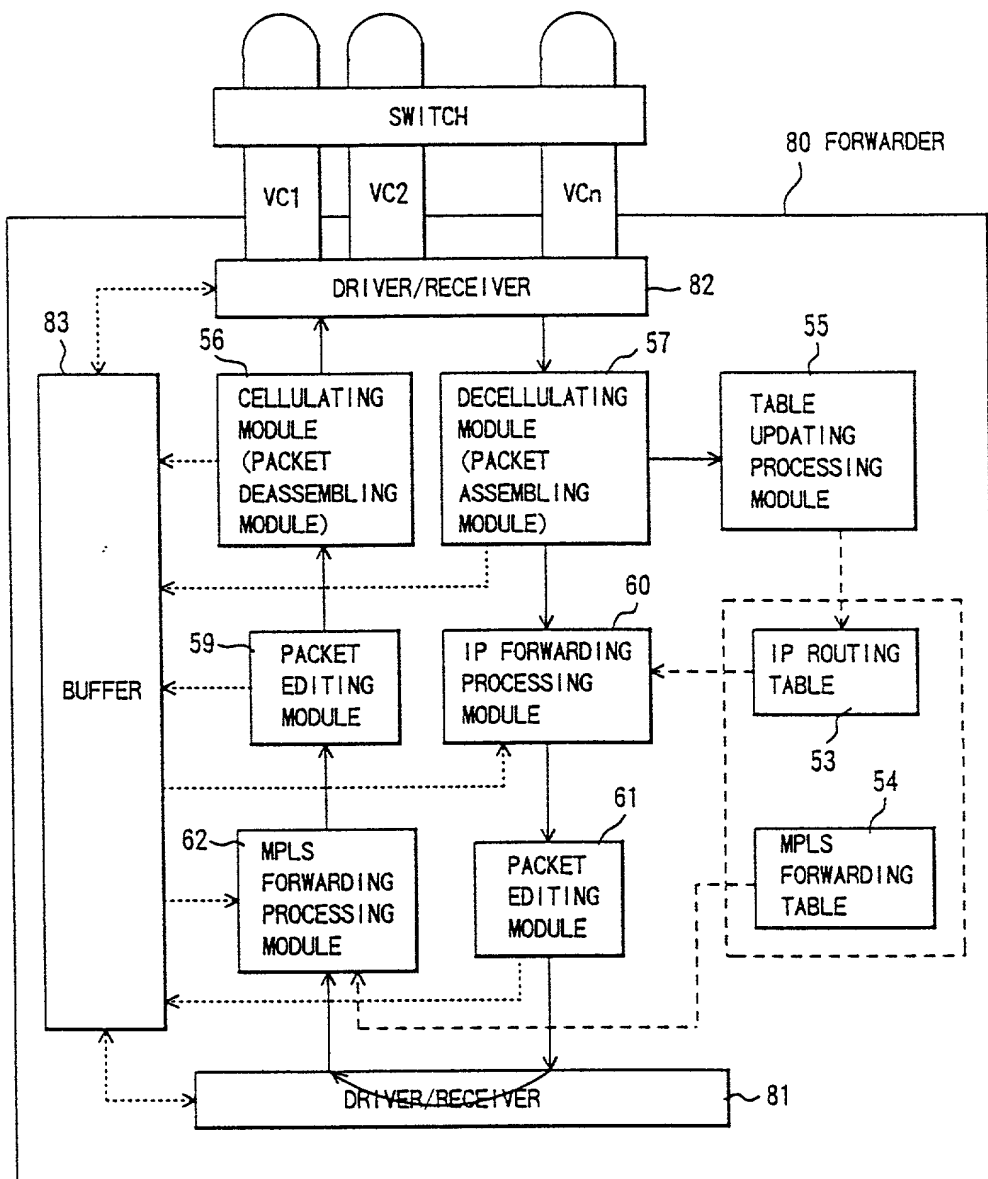 SWITCH
80 FORWARDER
VC1
VC2
VCn
DRIVER/RECEIVER
82
83
56
57
55
CELLULATING
MODULE
(PACKET
DEASSEMBLING
MODULE)
DECELLULATING
MODULE
(PACKET
ASSEMBLING
MODULE)
TABLE
UPDATING
PROCESSING
MODULE
BUFFER
59
PACKET
EDITING
MODULE
60
IP FORWARDING
PROCESSING
MODULE
IP ROUTING
TABLE
53
62
MPLS
FORWARDING
PROCESSING
MODULE
61
PACKET
EDITING
MODULE
54
MPLS
FORWARDING
TABLE
DRIVER/RECEIVER
81